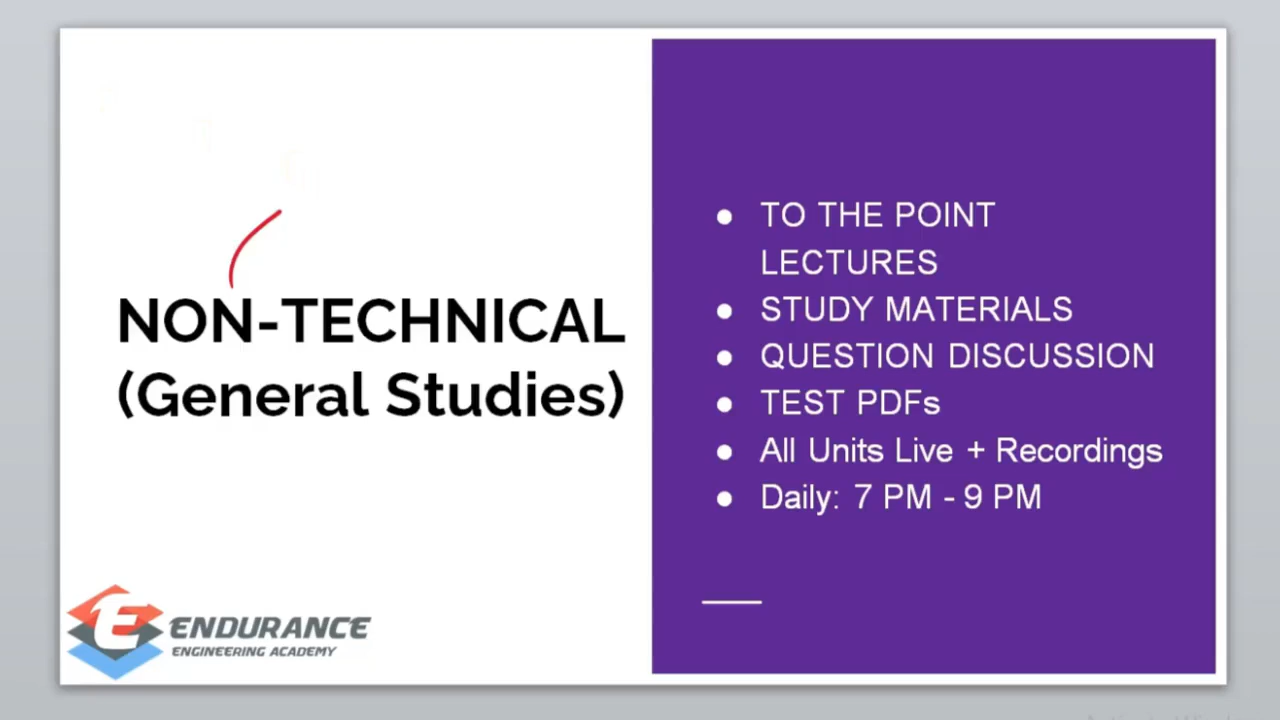 NON-TECHNICAL
(General Studies)
TO THE POINT
LECTURES
STUDY MATERIALS
QUESTION DISCUSSION
TEST PDFs
All Units Live + Recordings
Daily: 7 PM - 9 PM
ENDURANCE
ENGINEERING ACADEMY